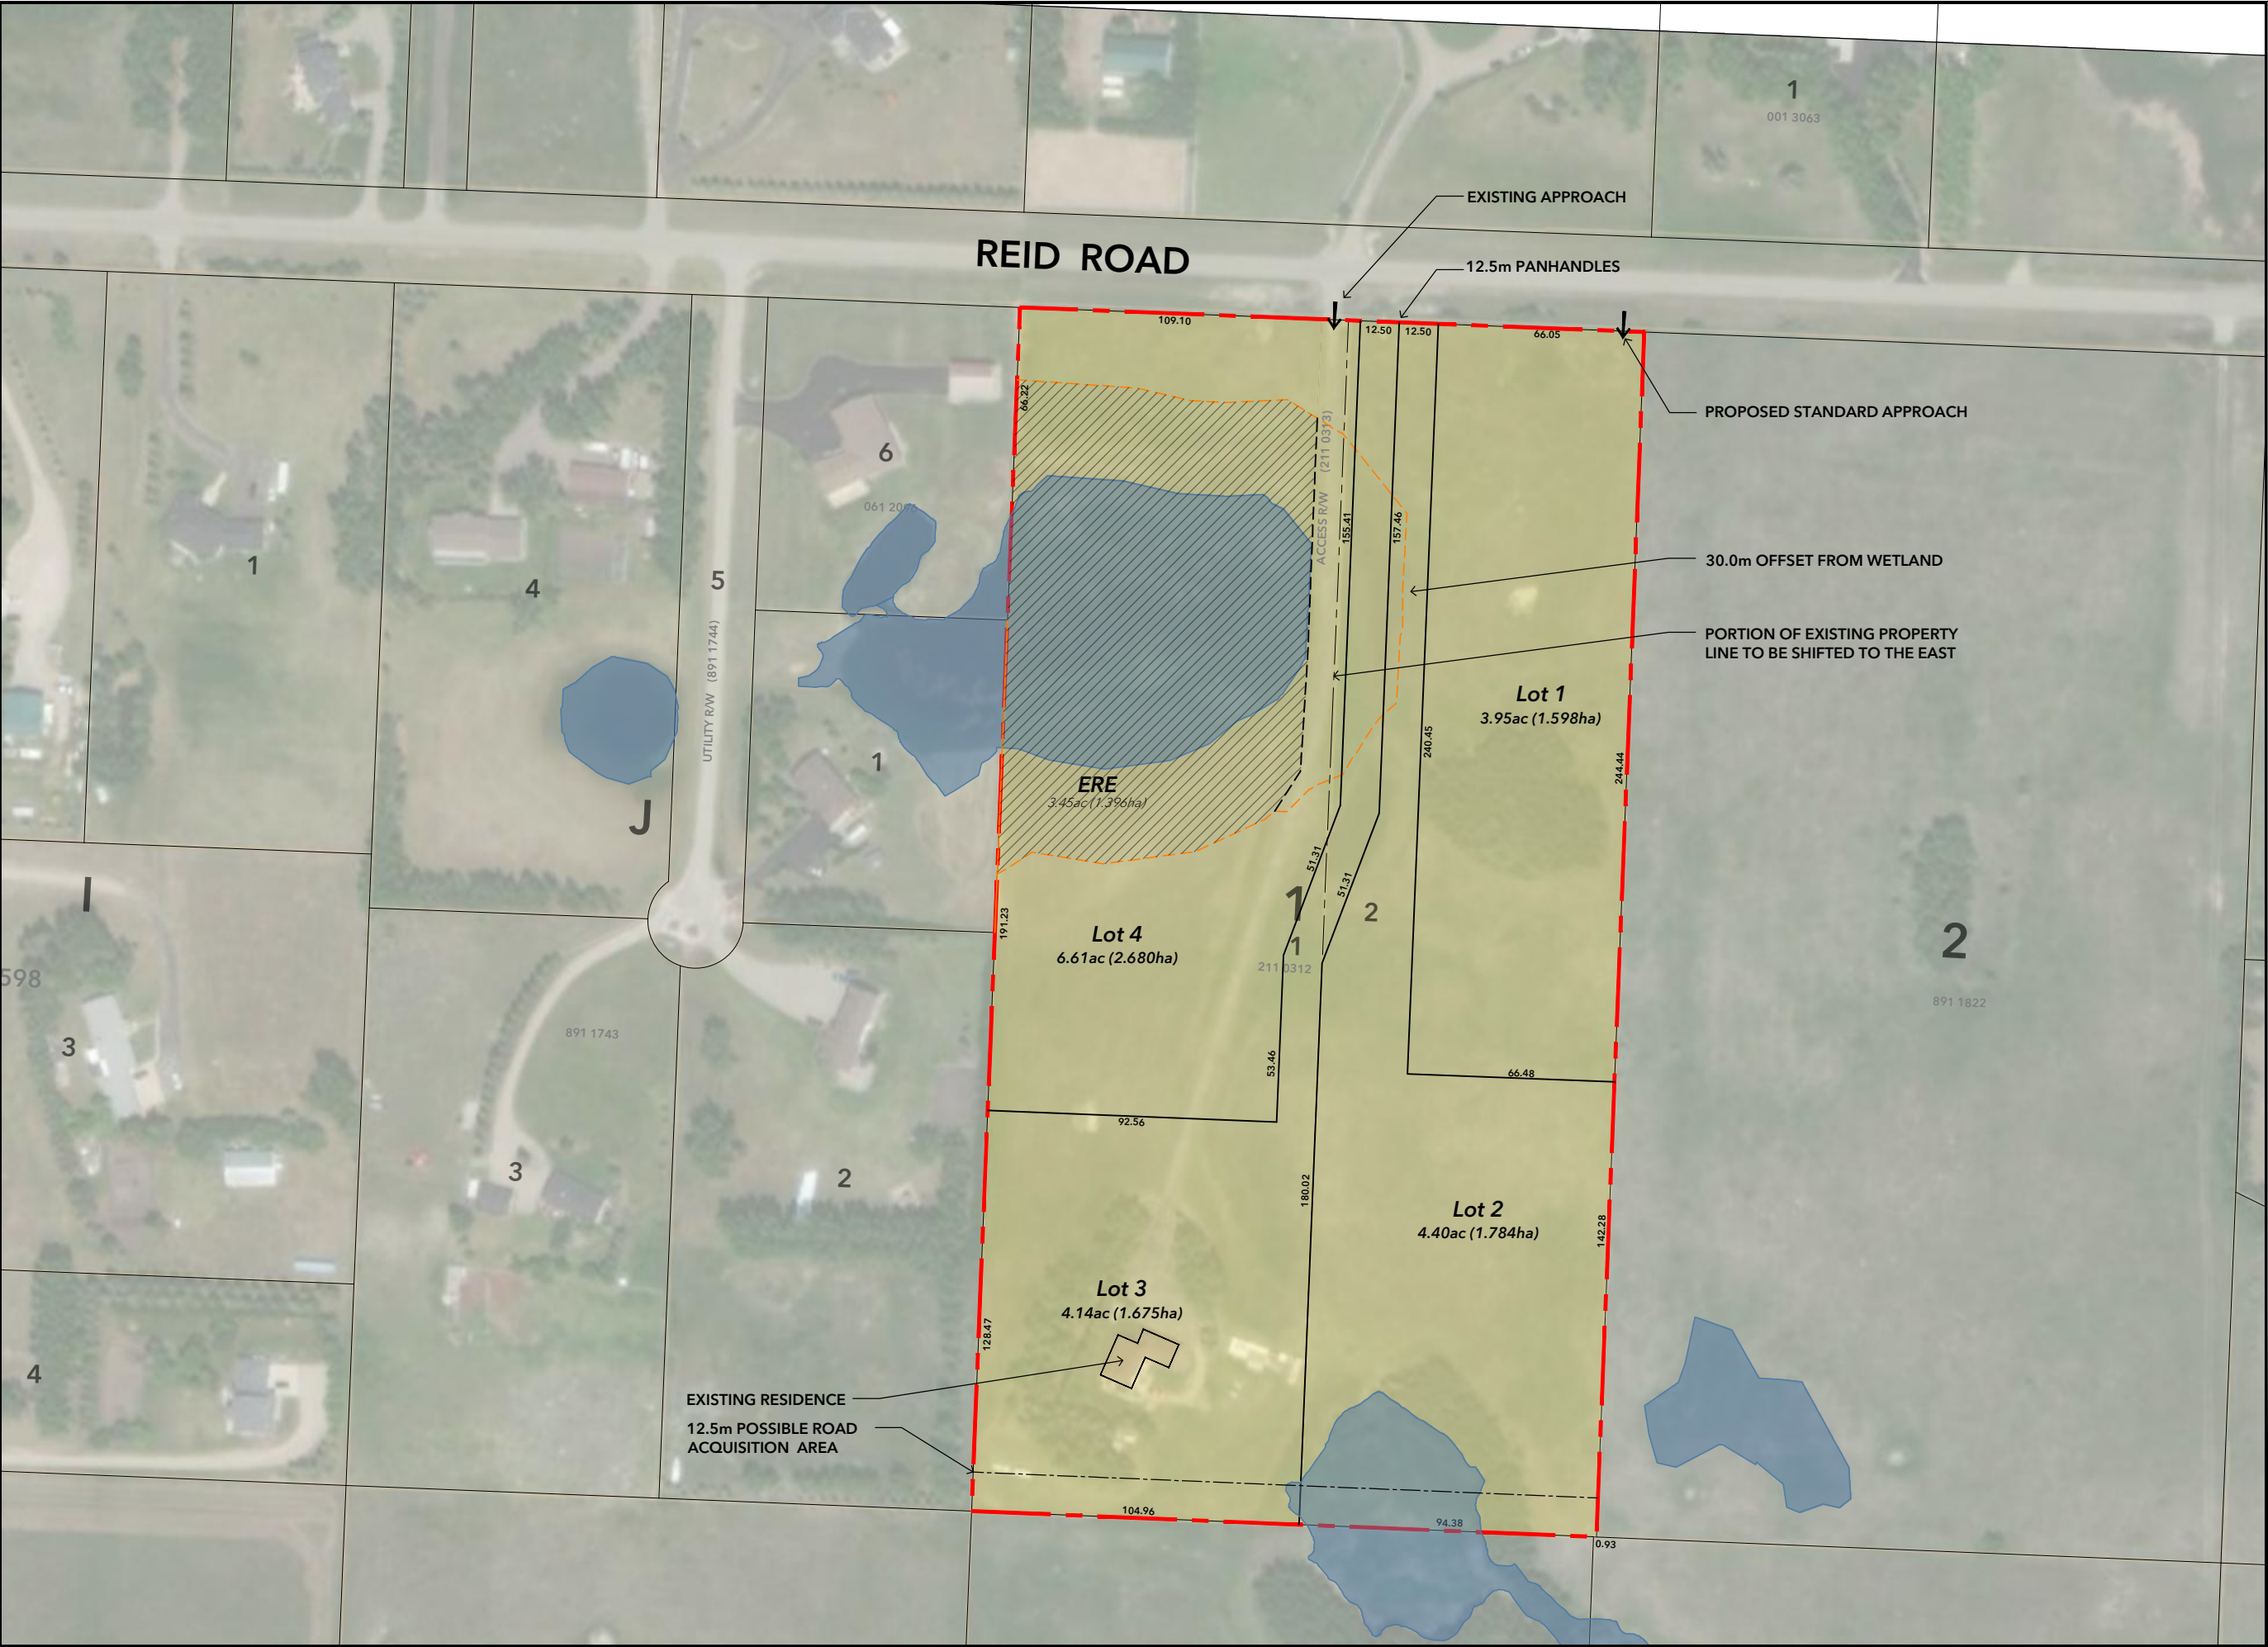 1
001 3063
EXISTING APPROACH
REID ROAD
12.5m PANHANDLES
109.10
12.50
12.50
66.05
66.22
PROPOSED STANDARD APPROACH
6
ACCESS R/W (211 0313)
155.41
157.46
30.0m OFFSET FROM WETLAND
1
4
5
UTILITY R/W (891 1744)
PORTION OF EXISTING PROPERTY
LINE TO BE SHIFTED TO THE EAST
Lot 1
3.95ac (1.598ha)
240.45
244.44
1
ERE
3.45ac (1.396ha)
J
51.31
51.31
I
1
2
191.23
Lot 4
6.61ac (2.680ha)
1
211 0312
2
891 1822
598
3
891 1743
53.46
66.48
92.56
3
2
180.02
Lot 2
4.40ac (1.784ha)
142.28
Lot 3
4.14ac (1.675ha)
128.47
4
EXISTING RESIDENCE
12.5m POSSIBLE ROAD
ACQUISITION AREA
104.96
94.38
0.93